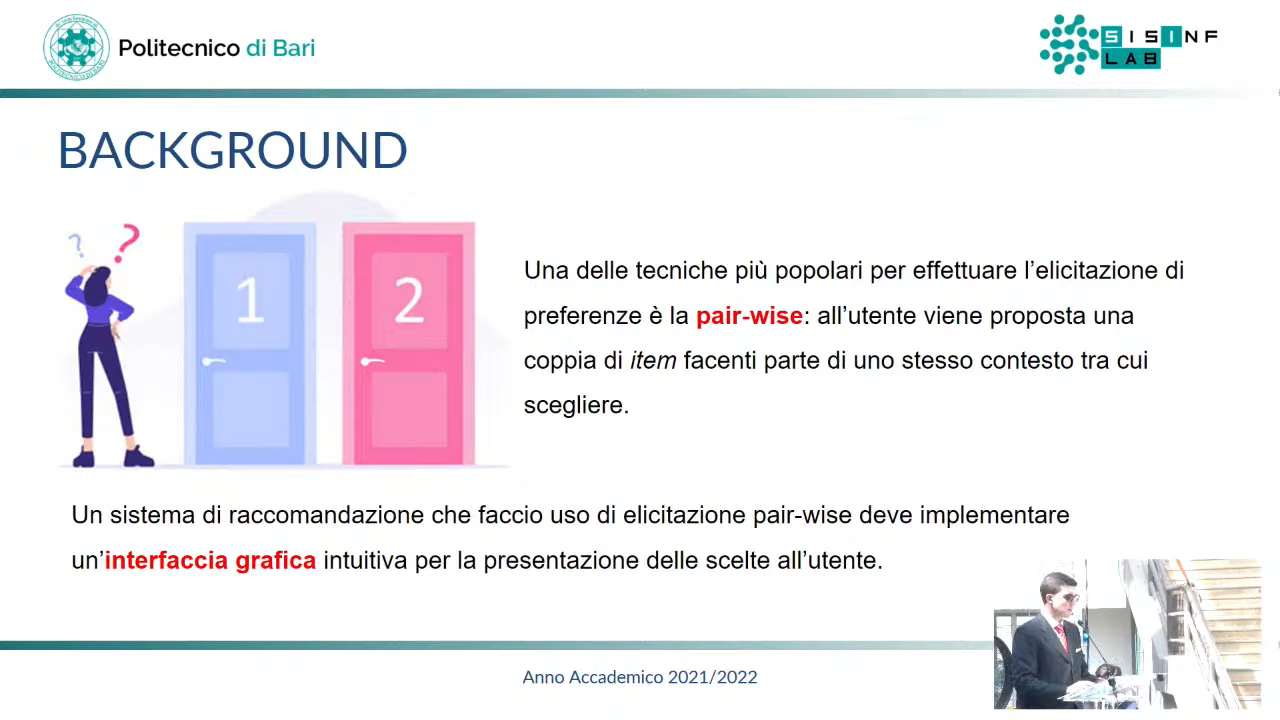 Politecnico di Bari
SISINF
LAB
BACKGROUND
? ?
1 2
Una delle tecniche più popolari per effettuare l’elicitazione di
preferenze è la pair-wise: all’utente viene proposta una
coppia di item facenti parte di uno stesso contesto tra cui
scegliere.
Un sistema di raccomandazione che faccio uso di elicitazione pair-wise deve implementare
un’interfaccia grafica intuitiva per la presentazione delle scelte all’utente.
Anno Accademico 2021/2022